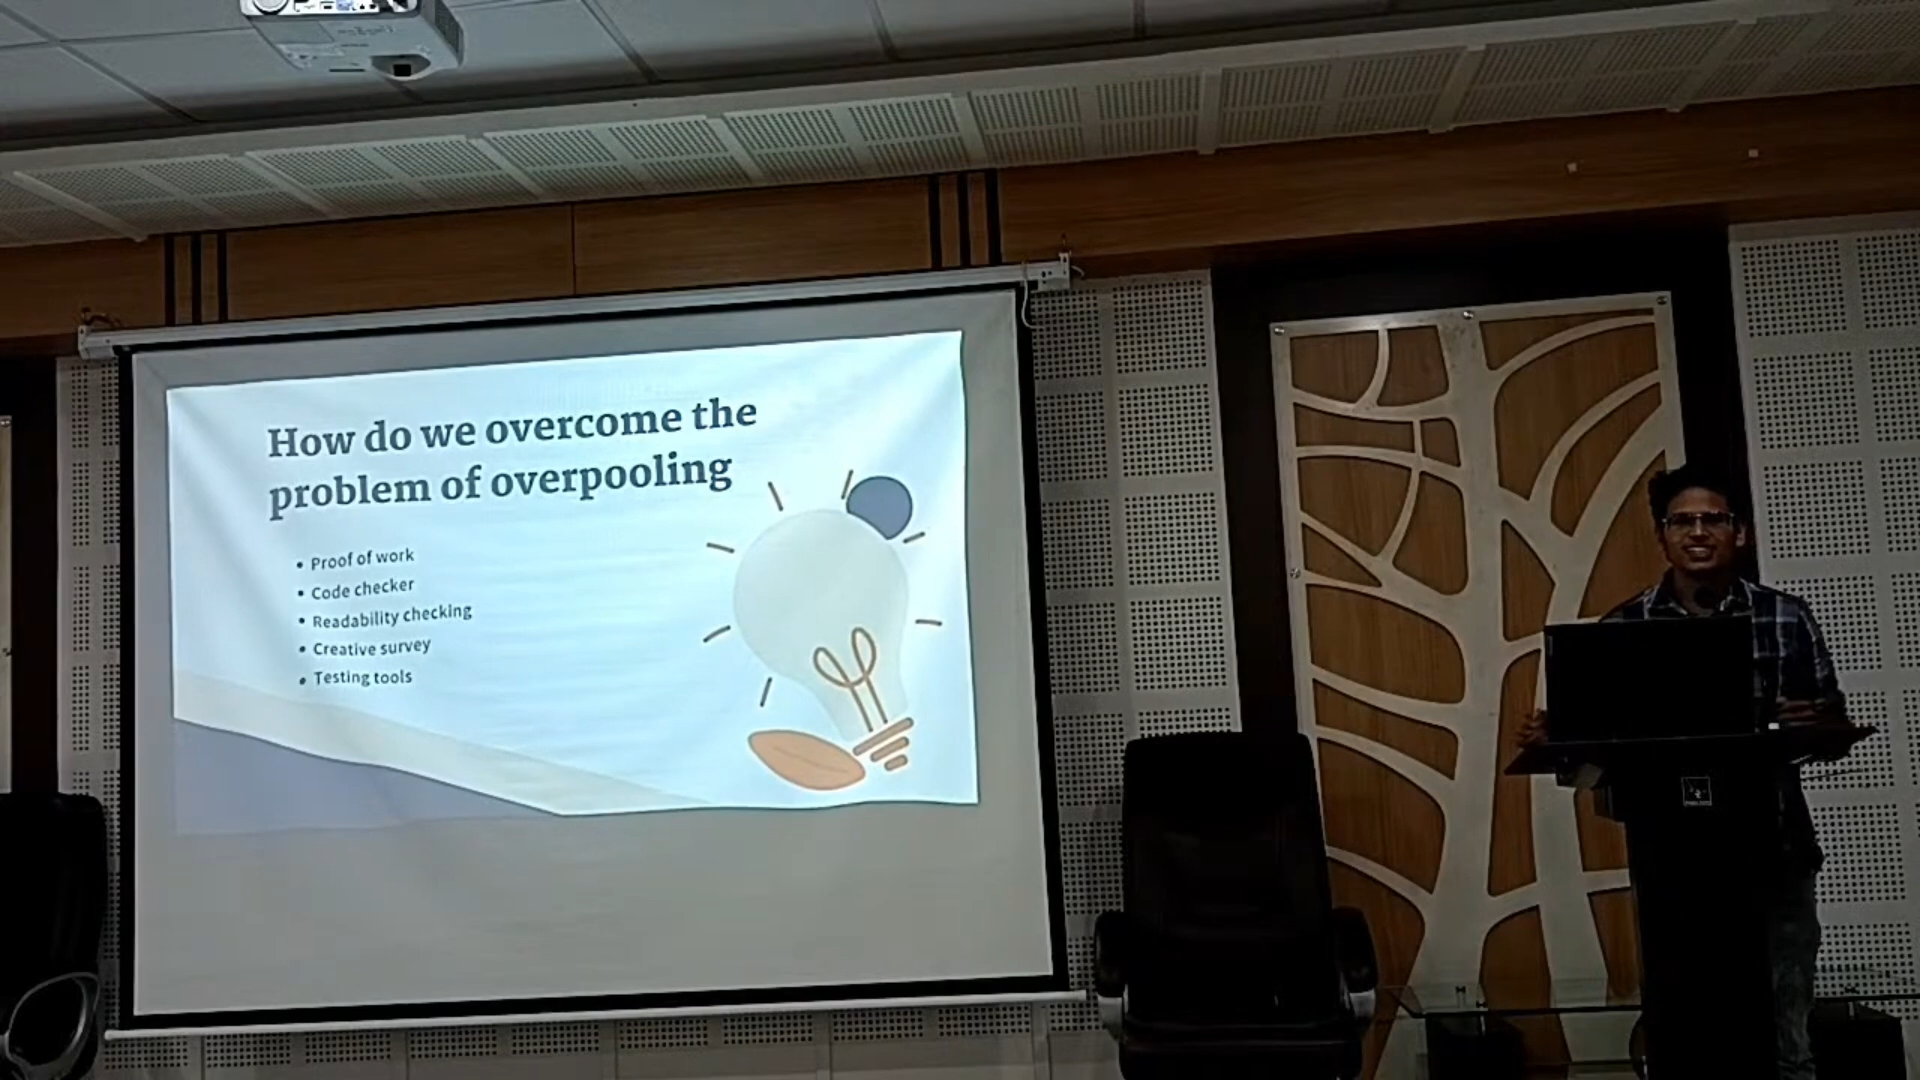 How do we overcome the
problem of overpooling
• Proof of work
• Code checker
• Readability checking
• Creative survey
• Testing tools